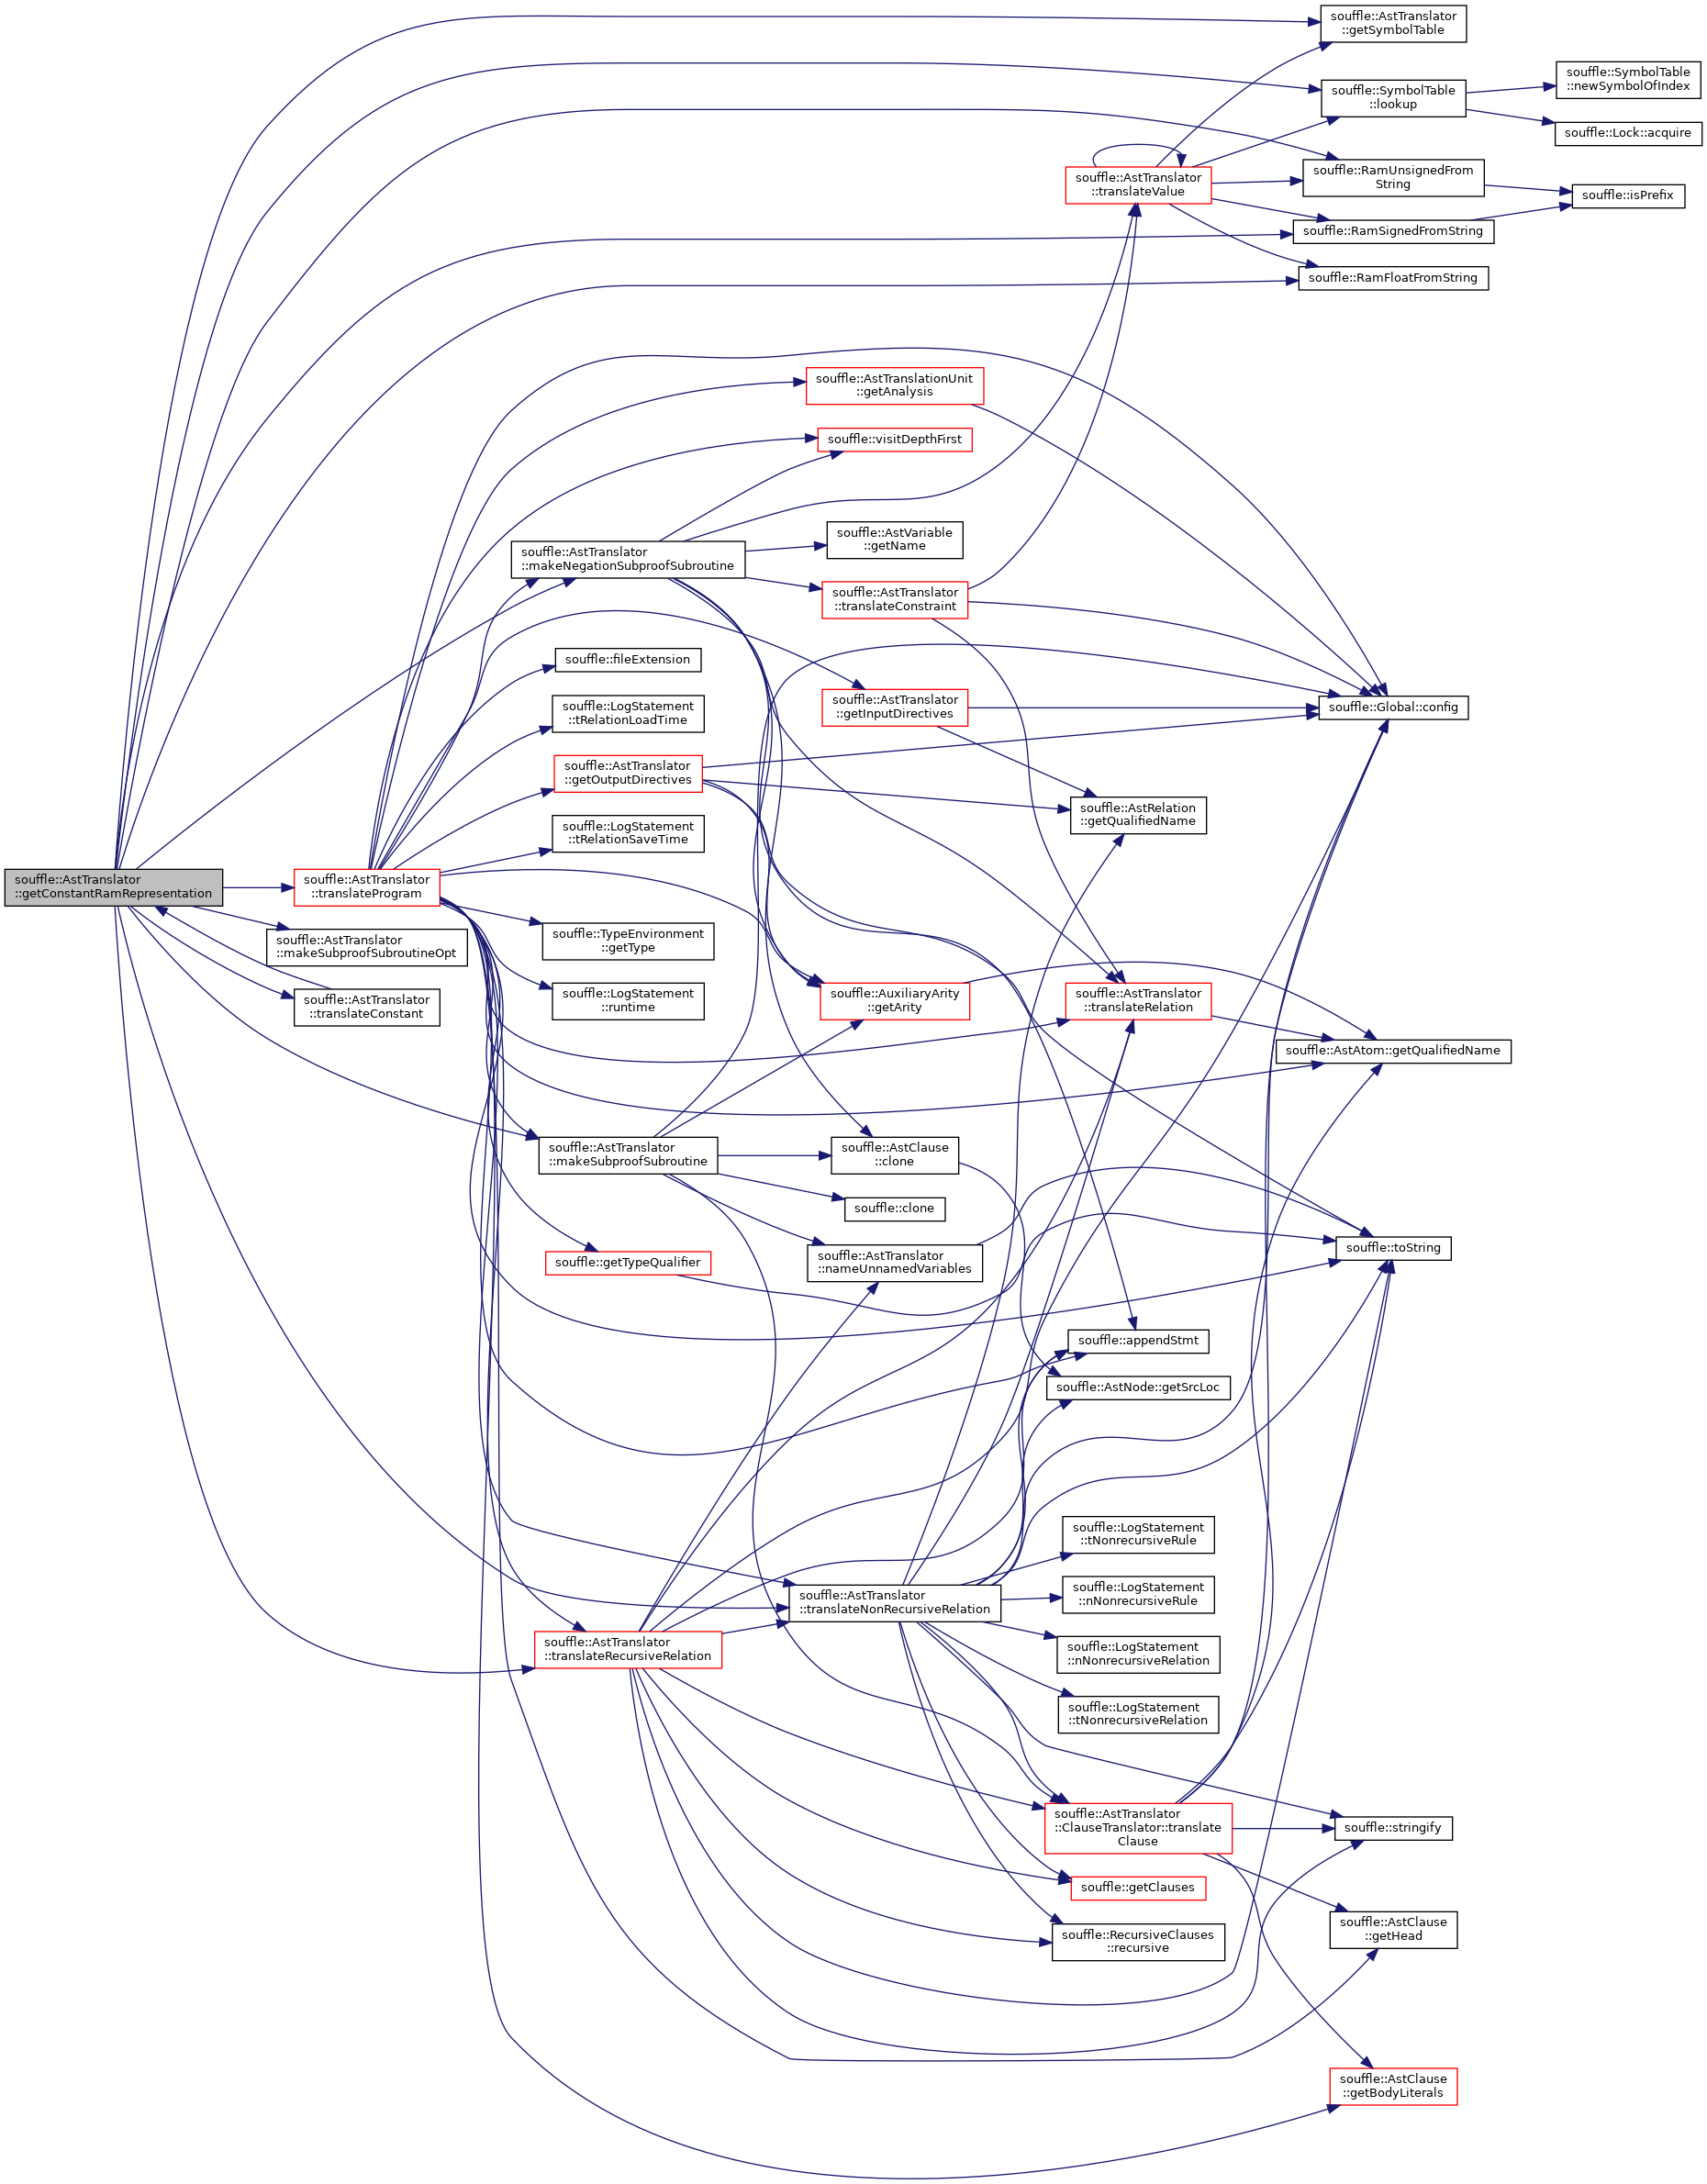 souffle::AstTranslator
::getSymbolTable
souffle::SymbolTable
::newSymbolOfIndex
souffle::SymbolTable
::lookup
souffle::Lock::acquire
souffle::AstTranslator
::translateValue
souffle::RamUnsignedFrom
String
souffle::isPrefix
souffle::RamSignedFromString
souffle::RamFloatFromString
souffle::AstTranslationUnit
::getAnalysis
souffle::visitDepthFirst
souffle::AstTranslator
::makeNegationSubproofSubroutine
souffle::AstVariable
::getName
souffle::AstTranslator
::translateConstraint
souffle::fileExtension
souffle::LogStatement
::tRelationLoadTime
souffle::AstTranslator
::getInputDirectives
souffle::Global::config
souffle::AstTranslator
::getOutputDirectives
souffle::AstRelation
::getQualifiedName
souffle::LogStatement
::tRelationSaveTime
souffle::AstTranslator
::getConstantRamRepresentation
souffle::AstTranslator
::translateProgram
souffle::AstTranslator
::makeSubproofSubroutineOpt
souffle::TypeEnvironment
::getType
souffle::AstTranslator
::translateConstant
souffle::LogStatement
::runtime
souffle::AuxiliaryArity
::getArity
souffle::AstTranslator
::translateRelation
souffle::AstAtom::getQualifiedName
souffle::AstTranslator
::makeSubproofSubroutine
souffle::AstClause
::clone
souffle::clone
souffle::getTypeQualifier
souffle::AstTranslator
::nameUnnamedVariables
souffle::toString
souffle::appendStmt
souffle::AstNode::getSrcLoc
souffle::LogStatement
::tNonrecursiveRule
souffle::AstTranslator
::translateNonRecursiveRelation
souffle::LogStatement
::nNonrecursiveRule
souffle::AstTranslator
::translateRecursiveRelation
souffle::LogStatement
::nNonrecursiveRelation
souffle::LogStatement
::tNonrecursiveRelation
souffle::AstTranslator
::ClauseTranslator::translate
Clause
souffle::stringify
souffle::getClauses
souffle::RecursiveClauses
::recursive
souffle::AstClause
::getHead
souffle::AstClause
::getBodyLiterals